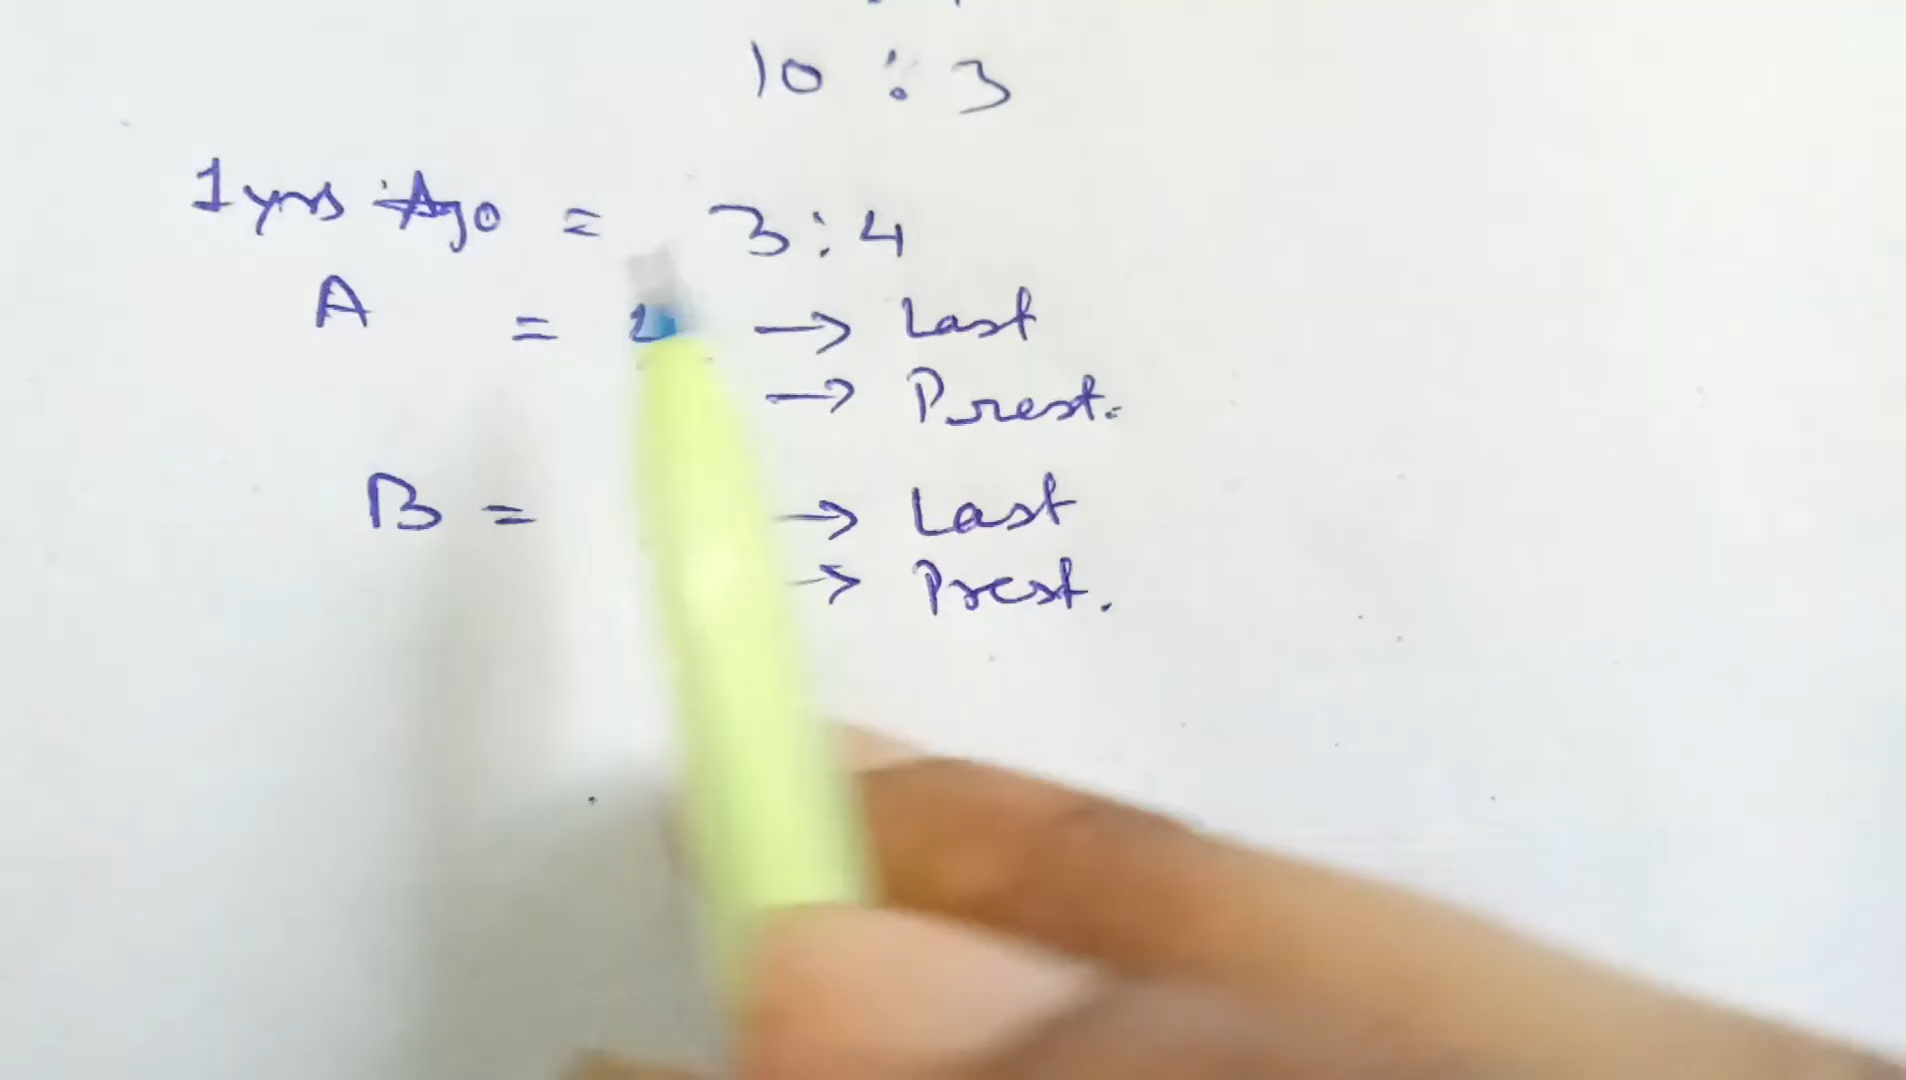 10 : 3
1 yrs Ago = 3 : 4
A =  → Last
→ Prest.
B = → Last
→ Prest.